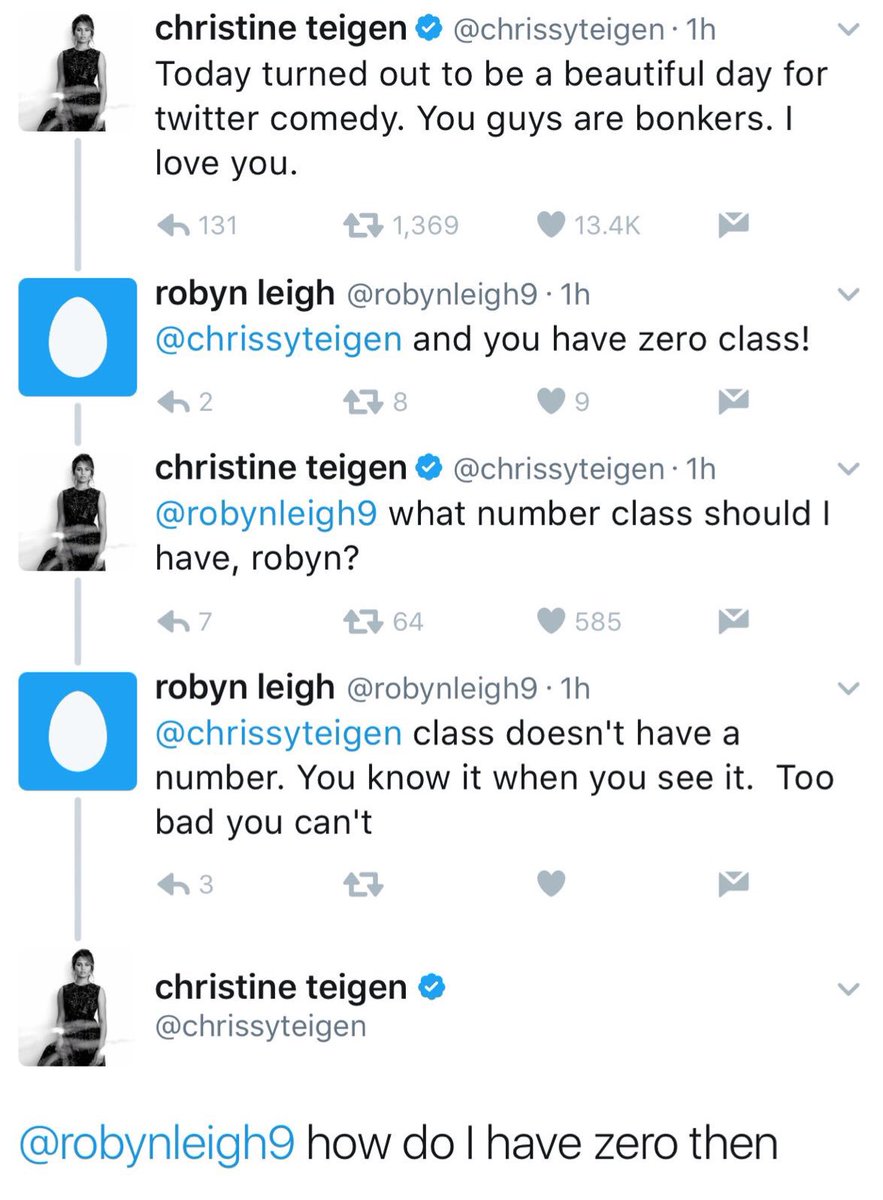 christine teigen @chrissyteigen · 1h
Today turned out to be a beautiful day for
twitter comedy. You guys are bonkers. I
love you.
131 1,369 13.4K
robyn leigh @robynleigh9 · 1h
@chrissyteigen and you have zero class!
2 8 9
christine teigen @chrissyteigen · 1h
@robynleigh9 what number class should I
have, robyn?
7 64 585
robyn leigh @robynleigh9 · 1h
@chrissyteigen class doesn't have a
number. You know it when you see it.  Too
bad you can't
3
christine teigen
@chrissyteigen
@robynleigh9 how do I have zero then